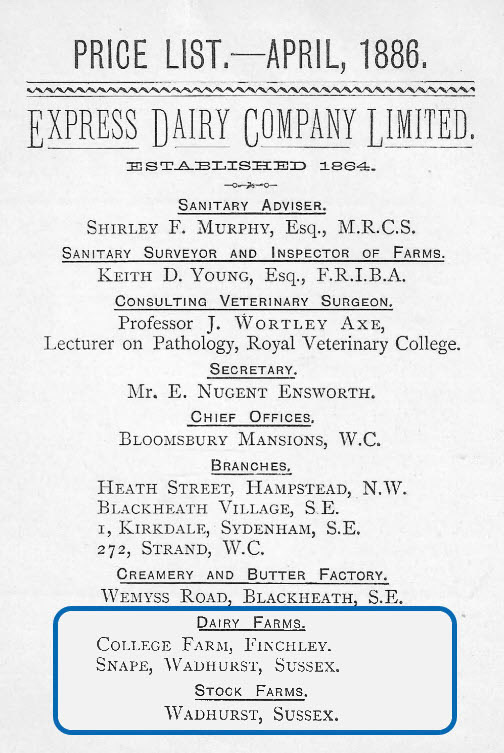 PRICE LIST.—APRIL, 1886.
EXPRESS DAIRY COMPANY LIMITED.
ESTABLISHED 1864.
SANITARY ADVISER.
SHIRLEY F. MURPHY, Esq., M.R.C.S.
SANITARY SURVEYOR AND INSPECTOR OF FARMS.
KEITH D. YOUNG, Esq., F.R.I.B.A.
CONSULTING VETERINARY SURGEON.
Professor J. WORTLEY AXE,
Lecturer on Pathology, Royal Veterinary College.
SECRETARY.
Mr. E. NUGENT ENSWORTH.
CHIEF OFFICES.
BLOOMSBURY MANSIONS, W.C.
BRANCHES.
HEATH STREET, HAMPSTEAD, N.W.
BLACKHEATH VILLAGE, S.E.
1, KIRKDALE, SYDENHAM, S.E.
272, STRAND, W.C.
CREAMERY AND BUTTER FACTORY.
WEMYSS ROAD, BLACKHEATH, S.E.
DAIRY FARMS.
COLLEGE FARM, FINCHLEY.
SNAPE, WADHURST, SUSSEX.
STOCK FARMS.
WADHURST, SUSSEX.